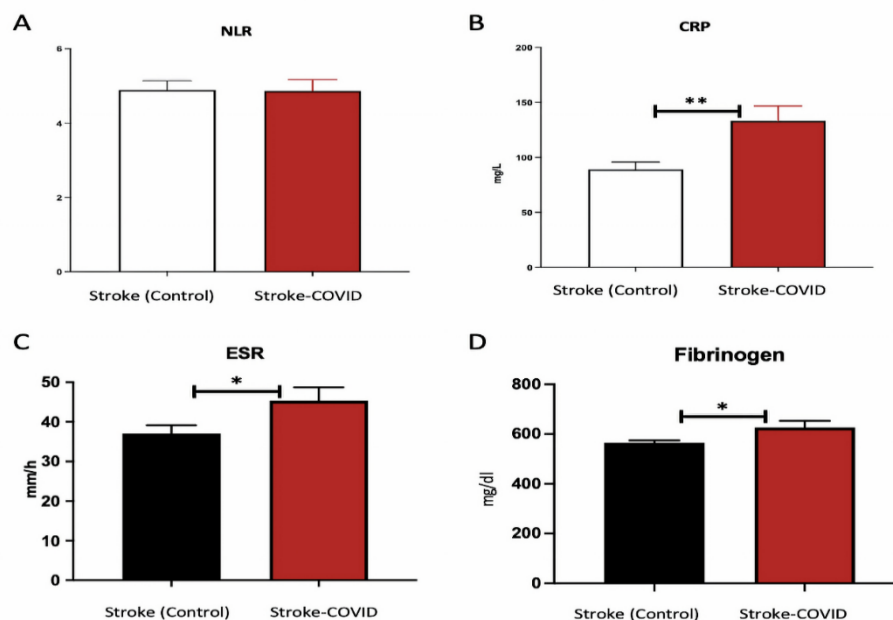 A
NLR
6
4
2
0
Stroke (Control) Stroke-COVID
B
CRP
200
150
100
50
0
mg/L
**
Stroke (Control) Stroke-COVID
C
ESR
50
40
30
20
10
0
mm/h
*
Stroke (Control) Stroke-COVID
D
Fibrinogen
800
600
400
200
0
mg/dl
*
Stroke (Control) Stroke-COVID